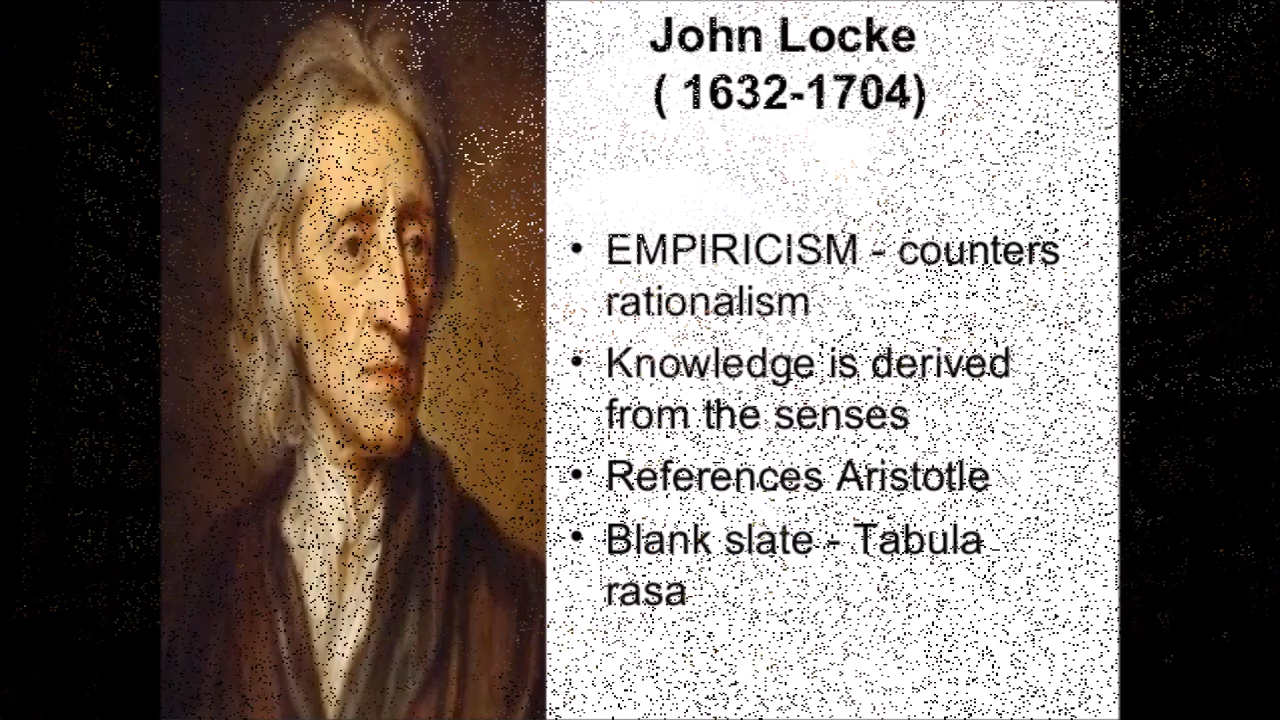 John Locke
( 1632-1704)
• EMPIRICISM - counters
rationalism
• Knowledge is derived
from the senses
• References Aristotle
• Blank slate - Tabula
rasa